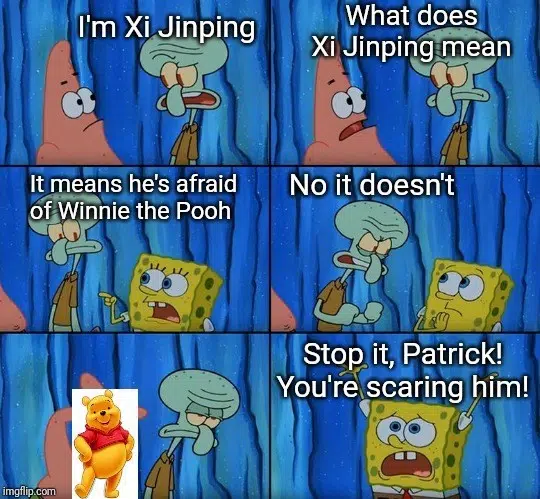 I'm Xi Jinping
What does
Xi Jinping mean
It means he's afraid
of Winnie the Pooh
No it doesn't
Stop it, Patrick!
You're scaring him!
imgflip.com